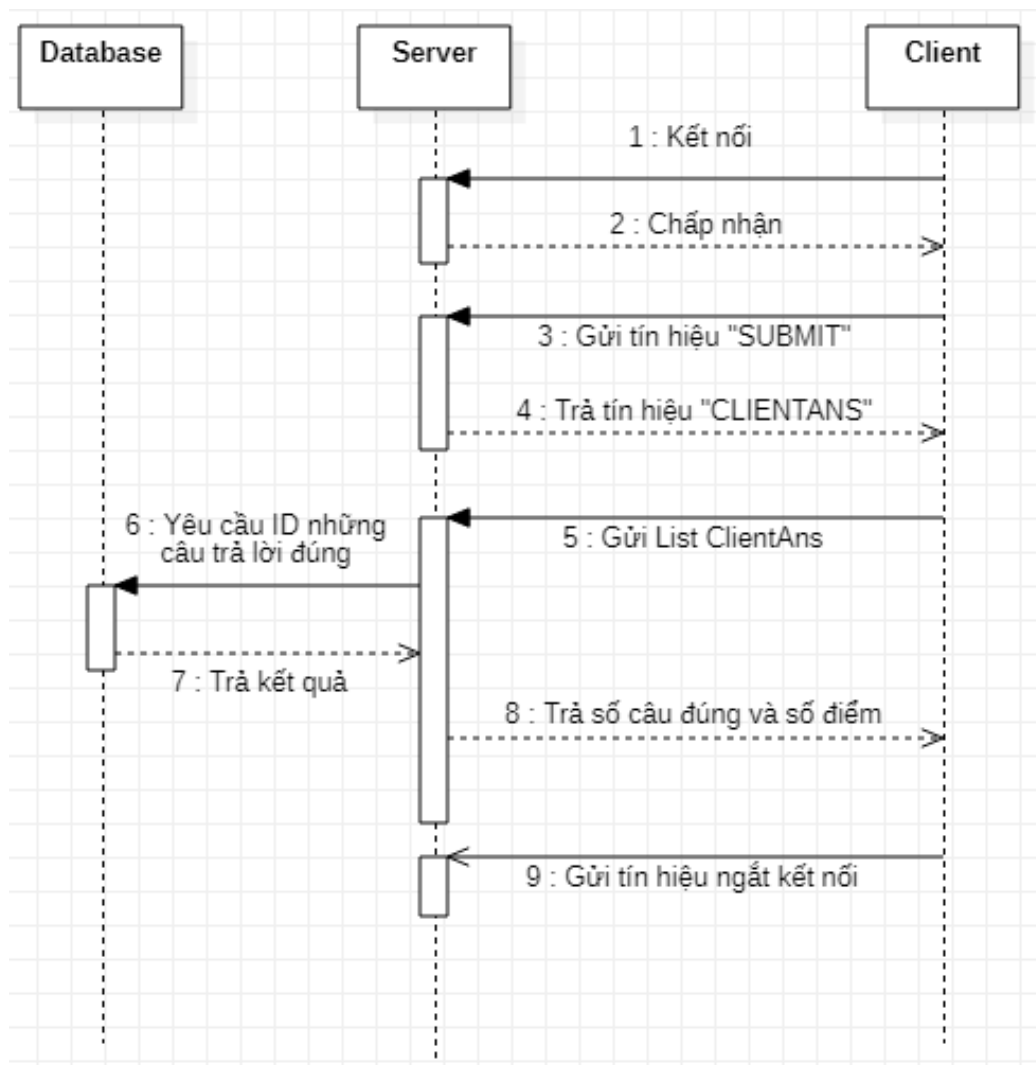 Database
Server
Client
1 : Kết nối
2 : Chấp nhận
3 : Gửi tín hiệu "SUBMIT"
4 : Trả tín hiệu "CLIENTANS"
5 : Gửi List ClientAns
6 : Yêu cầu ID những
câu trả lời đúng
7 : Trả kết quả
8 : Trả số câu đúng và số điểm
9 : Gửi tín hiệu ngắt kết nối